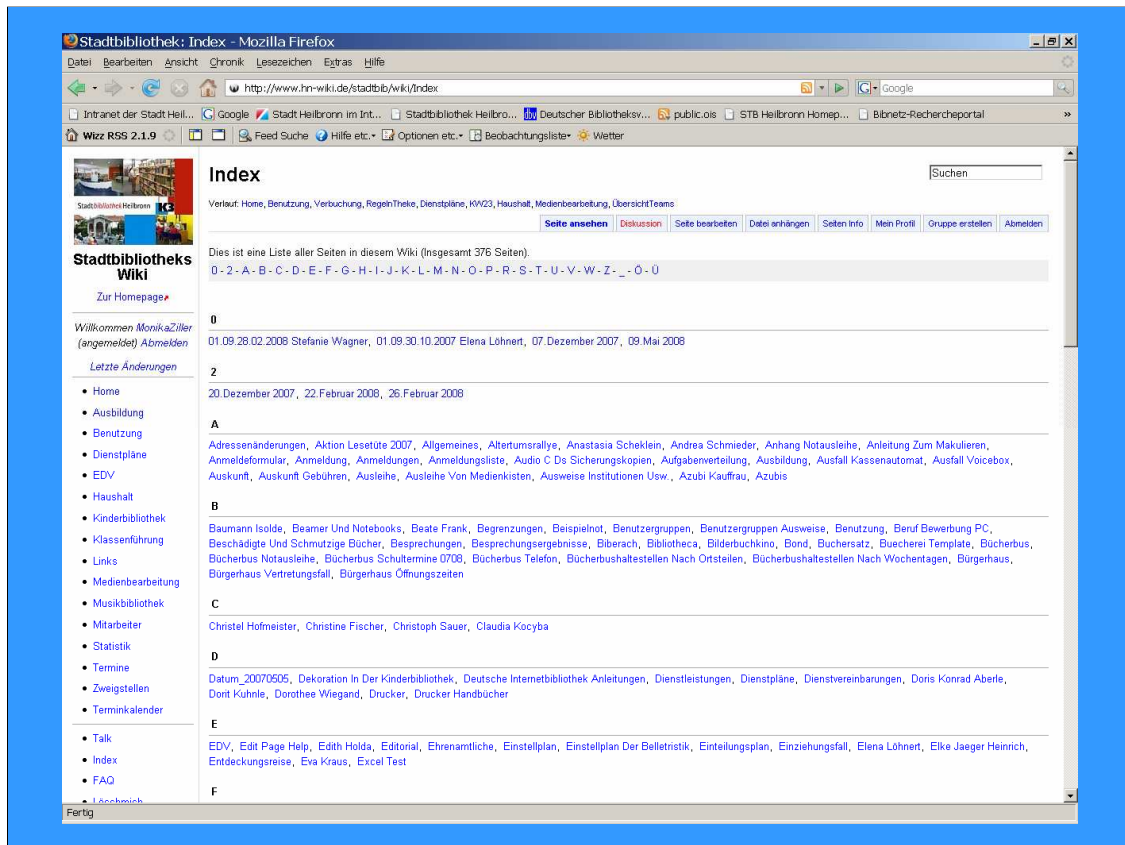 Stadtbibliothek: Index - Mozilla Firefox
Datei Bearbeiten Ansicht Chronik Lesezeichen Extras Hilfe
http://www.hn-wiki.de/stadtbib/wiki/Index
Google
Intranet der Stadt Heil... Google Stadt Heilbronn im Int... Stadtbibliothek Heilbro... Deutscher Bibliotheksv... public.ois STB Heilbronn Homep... Bibnetz-Recherchportal »
Wizz RSS 2.1.9 Feed Suche Hilfe etc. Optionen etc. Beobachtungsliste Wetter
Stadtbibliothek Heilbronn K3
Stadtbibliotheks
Wiki
Zur Homepage
Willkommen MonikaZiller
(angemeldet) Abmelden
Letzte Änderungen
Home
Ausbildung
Benutzung
Dienstpläne
EDV
Haushalt
Kinderbibliothek
Klassenführung
Links
Medienbearbeitung
Musikbibliothek
Mitarbeiter
Statistik
Termine
Zweigstellen
Terminkalender
Talk
Index
FAQ
Löschmich
Index
Suchen
Verlauf: Home, Benutzung, Verbuchung, RegelnTheke, Dienstpläne, KW23, Haushalt, Medienbearbeitung, ÜbersichtTeams
Seite ansehen Diskussion Seite bearbeiten Datei anhängen Seiten Info Mein Profil Gruppe erstellen Abmelden
Dies ist eine Liste aller Seiten in diesem Wiki (Insgesamt 376 Seiten).
0 - 2 - A - B - C - D - E - F - G - H - I - J - K - L - M - N - O - P - R - S - T - U - V - W - Z - _ - Ö - Ü
0
01.09.28.02.2008 Stefanie Wagner, 01.09.30.10.2007 Elena Löhnert, 07.Dezember 2007, 09.Mai 2008
2
20.Dezember 2007, 22.Februar 2008, 26.Februar 2008
A
Adressenänderungen, Aktion Lesetüte 2007, Allgemeines, Altertumsrallye, Anastasia Scheklein, Andrea Schmieder, Anhang Notausleihe, Anleitung Zum Makulieren,
Anmeldeformular, Anmeldung, Anmeldungen, Anmeldungsliste, Audio C Ds Sicherungskopien, Aufgabenverteilung, Ausbildung, Ausfall Kassenautomat, Ausfall Voicebox,
Auskunft, Auskunft Gebühren, Ausleihe, Ausleihe Von Medienkisten, Ausweise Institutionen Usw., Azubi Kauffrau, Azubis
B
Baumann Isolde, Beamer Und Notebooks, Beate Frank, Begrenzungen, Beispielnot, Benutzergruppen, Benutzergruppen Ausweise, Benutzung, Beruf Bewerbung PC,
Beschädigte Und Schmutzige Bücher, Besprechungen, Besprechungsergebnisse, Biberach, Bibliotheca, Bilderbuchkino, Bond, Buchersatz, Buecherei Template, Bücherbus,
Bücherbus Notausleihe, Bücherbus Schultermine 0708, Bücherbus Telefon, Bücherbushaltestellen Nach Ortsteilen, Bücherbushaltestellen Nach Wochentagen, Bürgerhaus,
Bürgerhaus Vertretungsfall, Bürgerhaus Öffnungszeiten
C
Christel Hofmeister, Christine Fischer, Christoph Sauer, Claudia Kocyba
D
Datum_20070505, Dekoration In Der Kinderbibliothek, Deutsche Internetbibliothek Anleitungen, Dienstleistungen, Dienstpläne, Dienstvereinbarungen, Doris Konrad Aberle,
Dorit Kuhnle, Dorothee Wiegand, Drucker, Drucker Handbücher
E
EDV, Edit Page Help, Edith Holda, Editorial, Ehrenamtliche, Einstellplan, Einstellplan Der Belletristik, Einteilungsplan, Einziehungsfall, Elena Löhnert, Elke Jaeger Heinrich,
Entdeckungsreise, Eva Kraus, Excel Test
F
Fertig